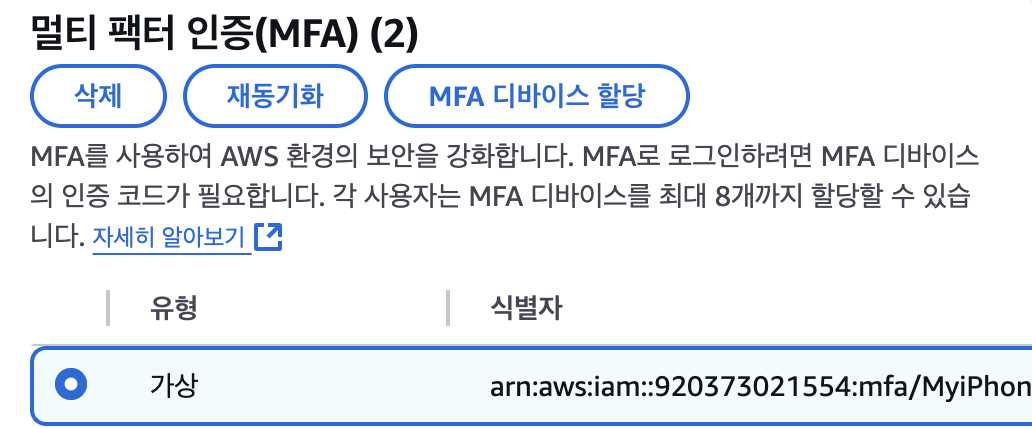 멀티 팩터 인증(MFA) (2)
삭제 재동기화 MFA 디바이스 할당
MFA를 사용하여 AWS 환경의 보안을 강화합니다. MFA로 로그인하려면 MFA 디바이스
의 인증 코드가 필요합니다. 각 사용자는 MFA 디바이스를 최대 8개까지 할당할 수 있습
니다. 자세히 알아보기
유형 식별자
가상 arn:aws:iam::920373021554:mfa/MyiPhon